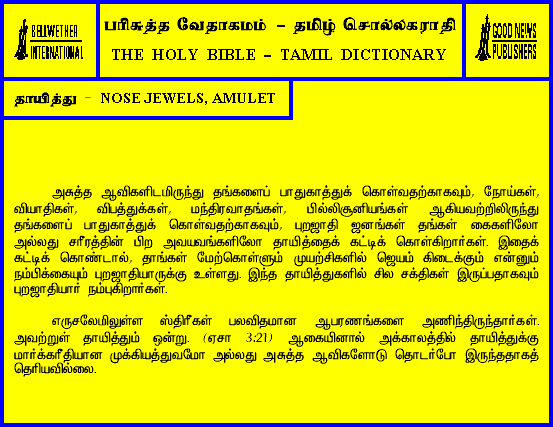 BELLWETHER
INTERNATIONAL
பரிசுத்த வேதாகமம் - தமிழ் சொல்லகராதி
THE HOLY BIBLE - TAMIL DICTIONARY
GOOD NEWS
PUBLISHERS
தாயித்து - NOSE JEWELS, AMULET
அசுத்த ஆவிகளிடமிருந்து தங்களைப் பாதுகாத்துக் கொள்வதற்காகவும், நோய்கள்,
வியாதிகள், விபத்துக்கள், மந்திரவாதங்கள், பில்லிசூனியங்கள் ஆகியவற்றிலிருந்து
தங்களைப் பாதுகாத்துக் கொள்வதற்காகவும், புறஜாதி ஜனங்கள் தங்கள் கைகளிலோ
அல்லது சரீரத்தின் பிற அவயவங்களிலோ தாயித்தைக் கட்டிக் கொள்கிறார்கள். இதைக்
கட்டிக் கொண்டால், தாங்கள் மேற்கொள்ளும் முயற்சிகளில் ஜெயம் கிடைக்கும் என்னும்
நம்பிக்கையும் புறஜாதியாருக்கு உள்ளது. இந்த தாயித்துகளில் சில சக்திகள் இருப்பதாகவும்
புறஜாதியார் நம்புகிறார்கள்.
எருசலேமிலுள்ள ஸ்திரீகள் பலவிதமான ஆபரணங்களை அணிந்திருந்தார்கள்.
அவற்றுள் தாயித்தும் ஒன்று. (ஏசா 3:21) ஆகையினால் அக்காலத்தில் தாயித்துக்கு
மார்க்கரீதியான முக்கியத்துவமோ அல்லது அசுத்த ஆவிகளோடு தொடர்போ இருந்ததாகத்
தெரியவில்லை.